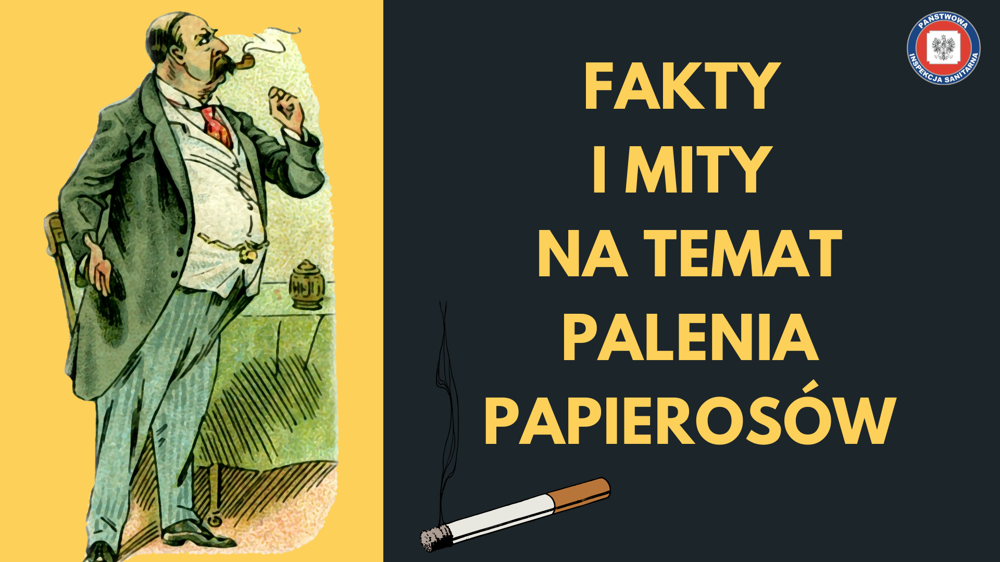 PAŃSTWOWA
INSPEKCJA SANITARNA
FAKTY
I MITY
NA TEMAT
PALENIA
PAPIEROSÓW